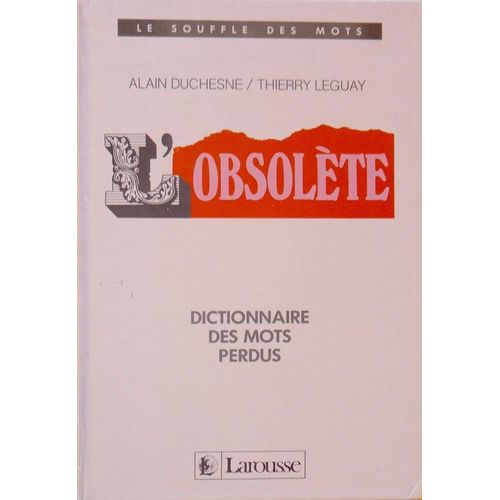 LE SOUFFLE DES MOTS
ALAIN DUCHESNE / THIERRY LEGUAY
L'OBSOLÈTE
DICTIONNAIRE
DES MOTS
PERDUS
Larousse